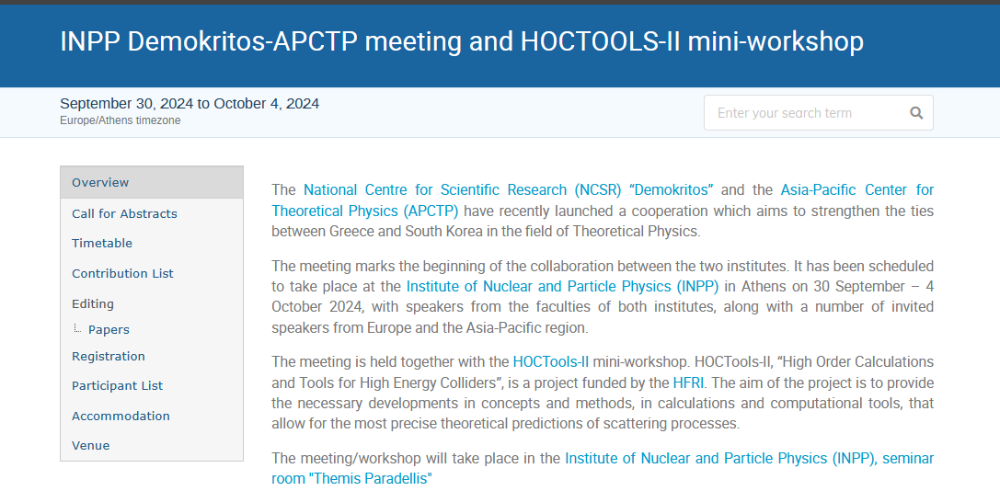 INPP Demokritos-APCTP meeting and HOCTOOLS-II mini-workshop
September 30, 2024 to October 4, 2024
Europe/Athens timezone
Enter your search term
Overview
Call for Abstracts
Timetable
Contribution List
Editing
Papers
Registration
Participant List
Accommodation
Venue
The National Centre for Scientific Research (NCSR) “Demokritos” and the Asia-Pacific Center for
Theoretical Physics (APCTP) have recently launched a cooperation which aims to strengthen the ties
between Greece and South Korea in the field of Theoretical Physics.
The meeting marks the beginning of the collaboration between the two institutes. It has been scheduled
to take place at the Institute of Nuclear and Particle Physics (INPP) in Athens on 30 September – 4
October 2024, with speakers from the faculties of both institutes, along with a number of invited
speakers from Europe and the Asia-Pacific region.
The meeting is held together with the HOCTools-II mini-workshop. HOCTools-II, “High Order Calculations
and Tools for High Energy Colliders”, is a project funded by the HFRI. The aim of the project is to provide
the necessary developments in concepts and methods, in calculations and computational tools, that
allow for the most precise theoretical predictions of scattering processes.
The meeting/workshop will take place in the Institute of Nuclear and Particle Physics (INPP), seminar
room "Themis Paradellis"